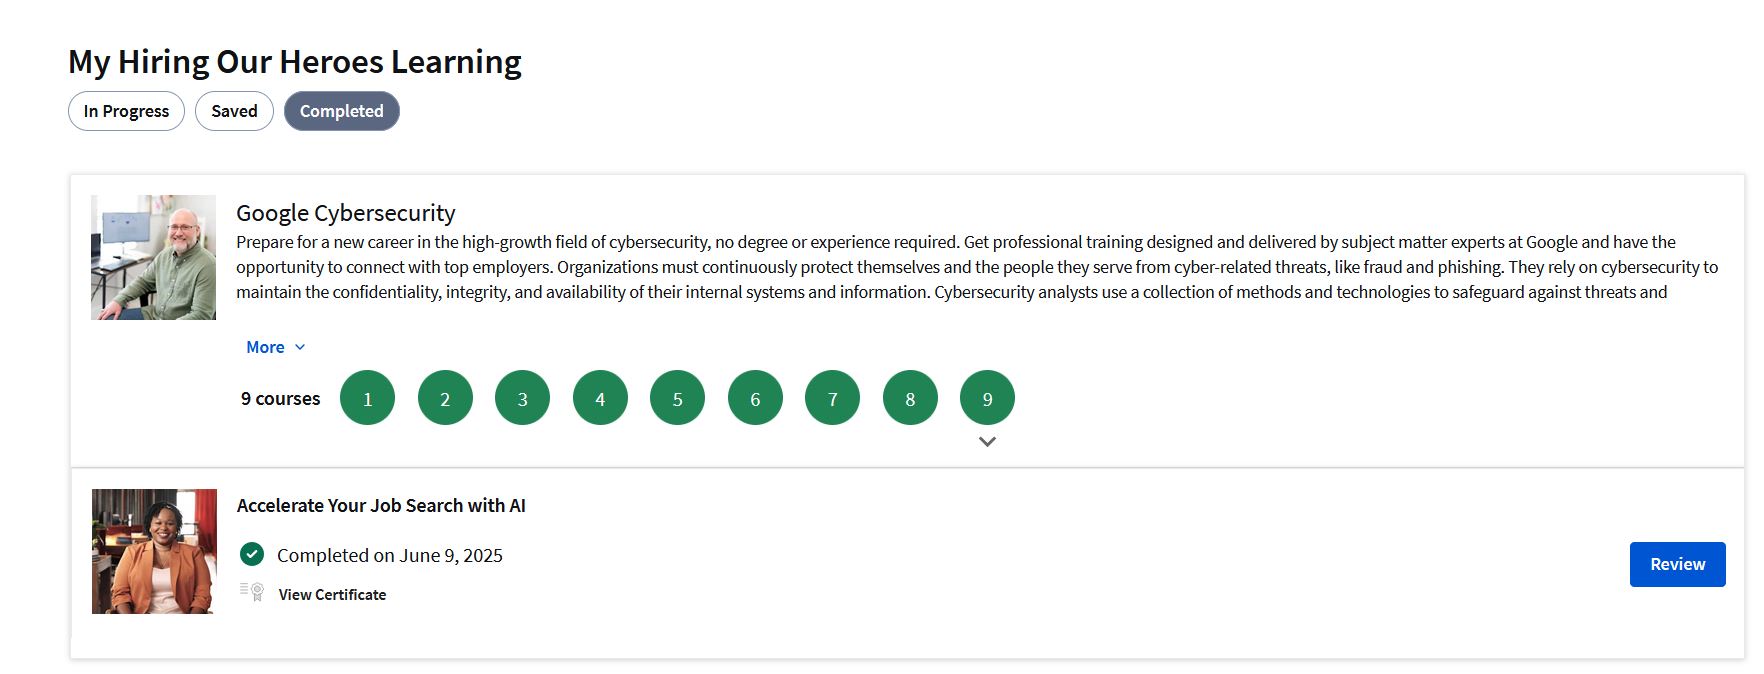 My Hiring Our Heroes Learning
In Progress
Saved
Completed
Google Cybersecurity
Prepare for a new career in the high-growth field of cybersecurity, no degree or experience required. Get professional training designed and delivered by subject matter experts at Google and have the
opportunity to connect with top employers. Organizations must continuously protect themselves and the people they serve from cyber-related threats, like fraud and phishing. They rely on cybersecurity to
maintain the confidentiality, integrity, and availability of their internal systems and information. Cybersecurity analysts use a collection of methods and technologies to safeguard against threats and
More
9 courses 1 2 3 4 5 6 7 8 9
Accelerate Your Job Search with AI
Completed on June 9, 2025
View Certificate
Review